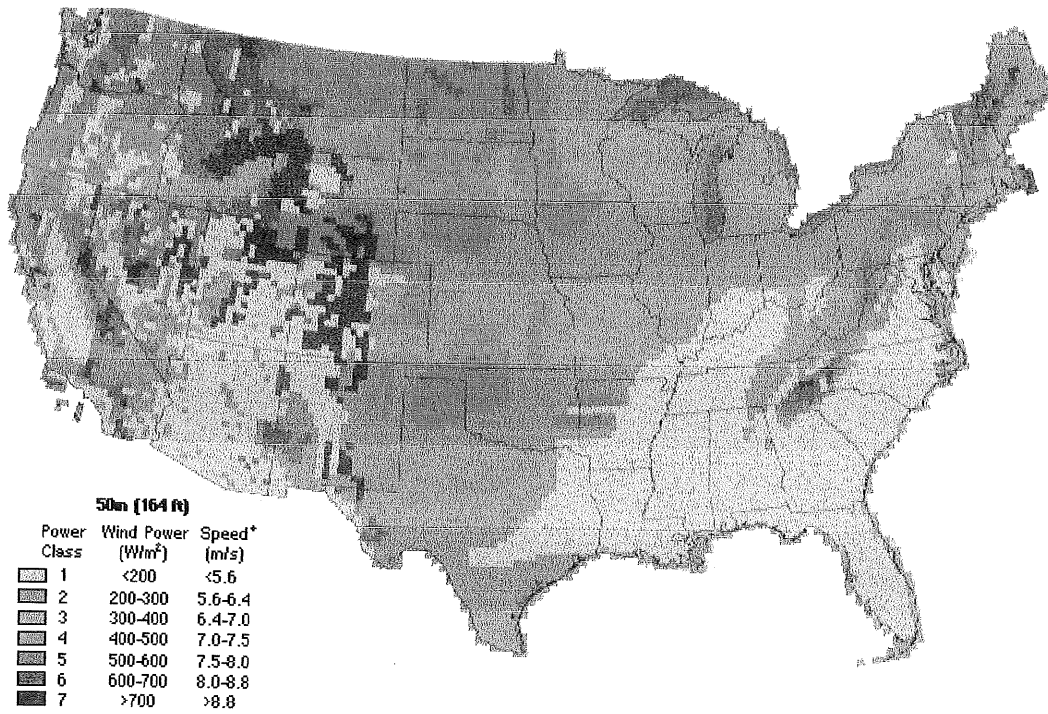 50m (164 ft)
Power Wind Power Speed+
Class (W/m²) (m/s)
1 <200 <5.6
2 200-300 5.6-6.4
3 300-400 6.4-7.0
4 400-500 7.0-7.5
5 500-600 7.5-8.0
6 600-700 8.0-8.8
7 >700 >8.8